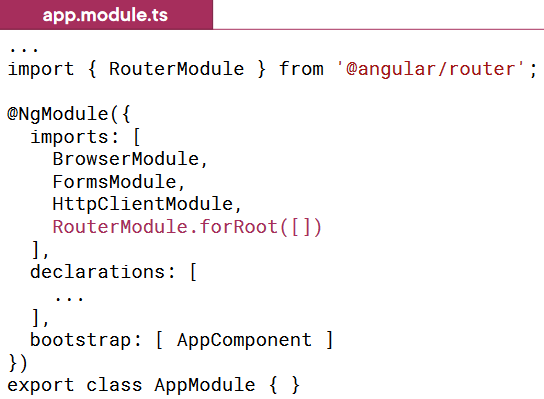 app.module.ts
...
import { RouterModule } from '@angular/router';
@NgModule({
  imports: [
    BrowserModule,
    FormsModule,
    HttpClientModule,
    RouterModule.forRoot([])
  ],
  declarations: [
    ...
  ],
  bootstrap: [ AppComponent ]
})
export class AppModule { }